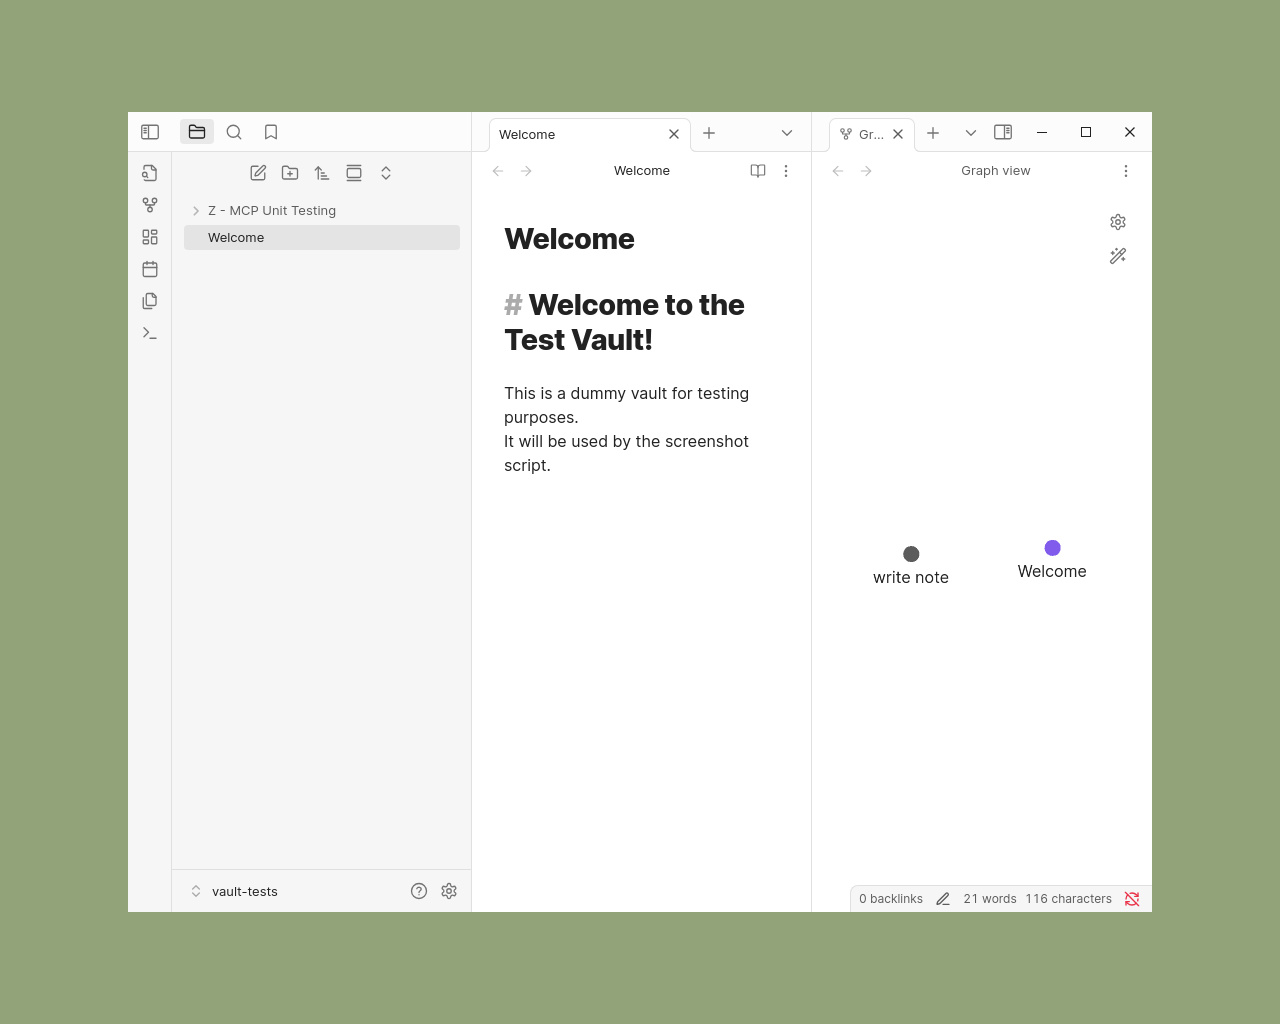 Welcome
Gr...
Welcome
Graph view
Z - MCP Unit Testing
Welcome
Welcome
# Welcome to the
Test Vault!
This is a dummy vault for testing
purposes.
It will be used by the screenshot
script.
write note
Welcome
vault-tests
0 backlinks
21 words
116 characters